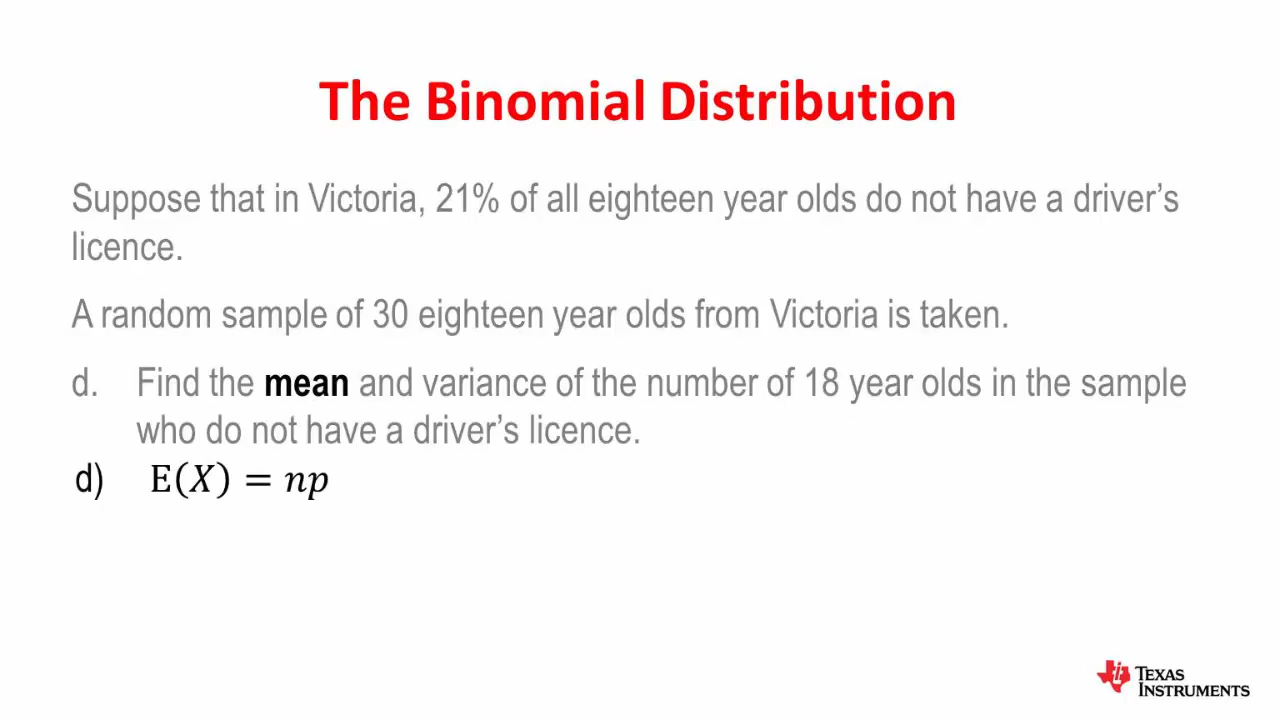 The Binomial Distribution
Suppose that in Victoria, 21% of all eighteen year olds do not have a driver’s
licence.
A random sample of 30 eighteen year olds from Victoria is taken.
d. Find the mean and variance of the number of 18 year olds in the sample
who do not have a driver’s licence.
d) E(X) = np
TEXAS
INSTRUMENTS